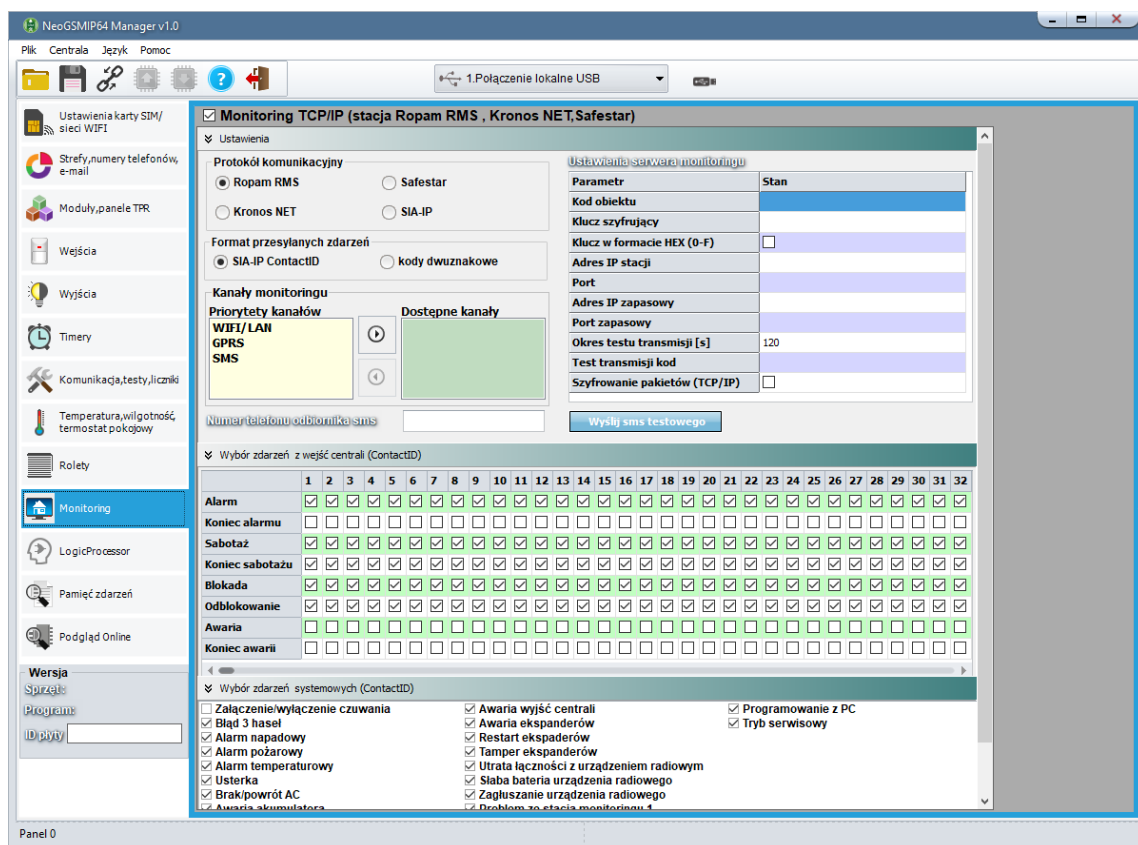 NeoGSMIP64 Manager v1.0
Plik Centrala Język Pomoc
1.Połączenie lokalne USB
Ustawienia karty SIM/
sieci WIFI
Strefy,numery telefonów,
e-mail
Moduły,panele TPR
Wejścia
Wyjścia
Timery
Komunikacja,testy,liczniki
Temperatura,wilgotność,
termostat pokojowy
Rolety
Monitoring
LogicProcessor
Pamięć zdarzeń
Podgląd Online
Wersja
Sprzęt:
Program:
ID płyty
Monitoring TCP/IP (stacja Ropam RMS , Kronos NET,Safestar)
Ustawienia
Protokół komunikacyjny
Ropam RMS Safestar
Kronos NET SIA-IP
Format przesyłanych zdarzeń
SIA-IP ContactID kody dwuznakowe
Kanały monitoringu
Priorytety kanałów Dostępne kanały
WIFI/LAN
GPRS
SMS
Numer telefonu odbiornika sms
Ustawienia serwera monitoringu
Parametr Stan
Kod obiektu
Klucz szyfrujący
Klucz w formacie HEX (0-F)
Adres IP stacji
Port
Adres IP zapasowy
Port zapasowy
Okres testu transmisji [s] 120
Test transmisji kod
Szyfrowanie pakietów (TCP/IP)
Wyślij sms testowego
Wybór zdarzeń z wejść centrali (ContactID)
1 2 3 4 5 6 7 8 9 10 11 12 13 14 15 16 17 18 19 20 21 22 23 24 25 26 27 28 29 30 31 32
Alarm
Koniec alarmu
Sabotaż
Koniec sabotażu
Blokada
Odblokowanie
Awaria
Koniec awarii
Wybór zdarzeń systemowych (ContactID)
Załączenie/wyłączenie czuwania Awaria wyjść centrali Programowanie z PC
Błąd 3 haseł Awaria ekspanderów Tryb serwisowy
Alarm napadowy Restart ekspaderów
Alarm pożarowy Tamper ekspanderów
Alarm temperaturowy Utrata łączności z urządzeniem radiowym
Usterka Słaba bateria urządzenia radiowego
Brak/powrót AC Zagłuszanie urządzenia radiowego
Awaria akumulatora Problem ze stacją monitoringu 1
Panel 0